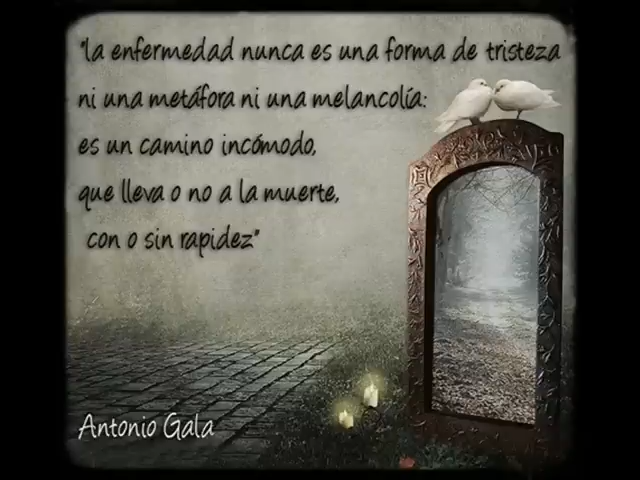 "La enfermedad nunca es una forma de tristeza
ni una metáfora ni una melancolía:
es un camino incómodo,
que lleva o no a la muerte,
con o sin rapidez"
Antonio Gala